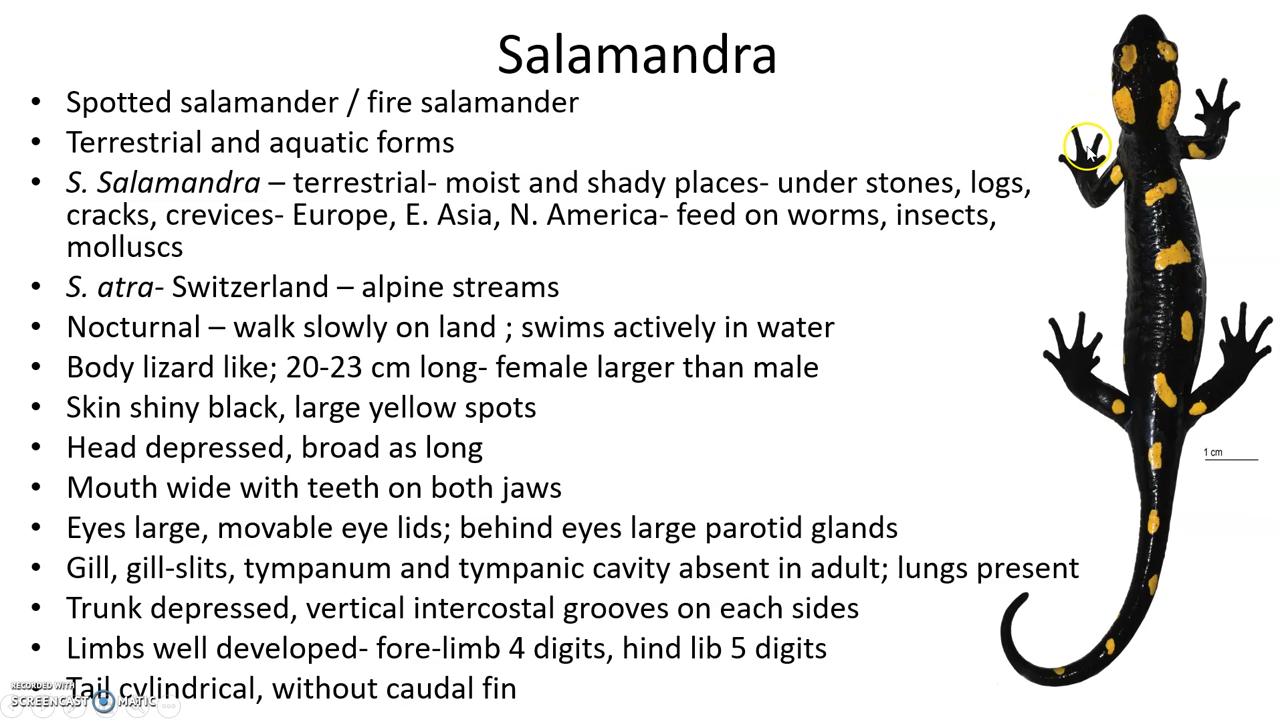 Salamandra
• Spotted salamander / fire salamander
• Terrestrial and aquatic forms
• S. Salamandra – terrestrial- moist and shady places- under stones, logs,
cracks, crevices- Europe, E. Asia, N. America- feed on worms, insects,
molluscs
• S. atra- Switzerland – alpine streams
• Nocturnal – walk slowly on land ; swims actively in water
• Body lizard like; 20-23 cm long- female larger than male
• Skin shiny black, large yellow spots
• Head depressed, broad as long
• Mouth wide with teeth on both jaws
• Eyes large, movable eye lids; behind eyes large parotid glands
• Gill, gill-slits, tympanum and tympanic cavity absent in adult; lungs present
• Trunk depressed, vertical intercostal grooves on each sides
• Limbs well developed- fore-limb 4 digits, hind lib 5 digits
• Tail cylindrical, without caudal fin
1 cm
RECORDED WITH
SCREENCAST MATIC